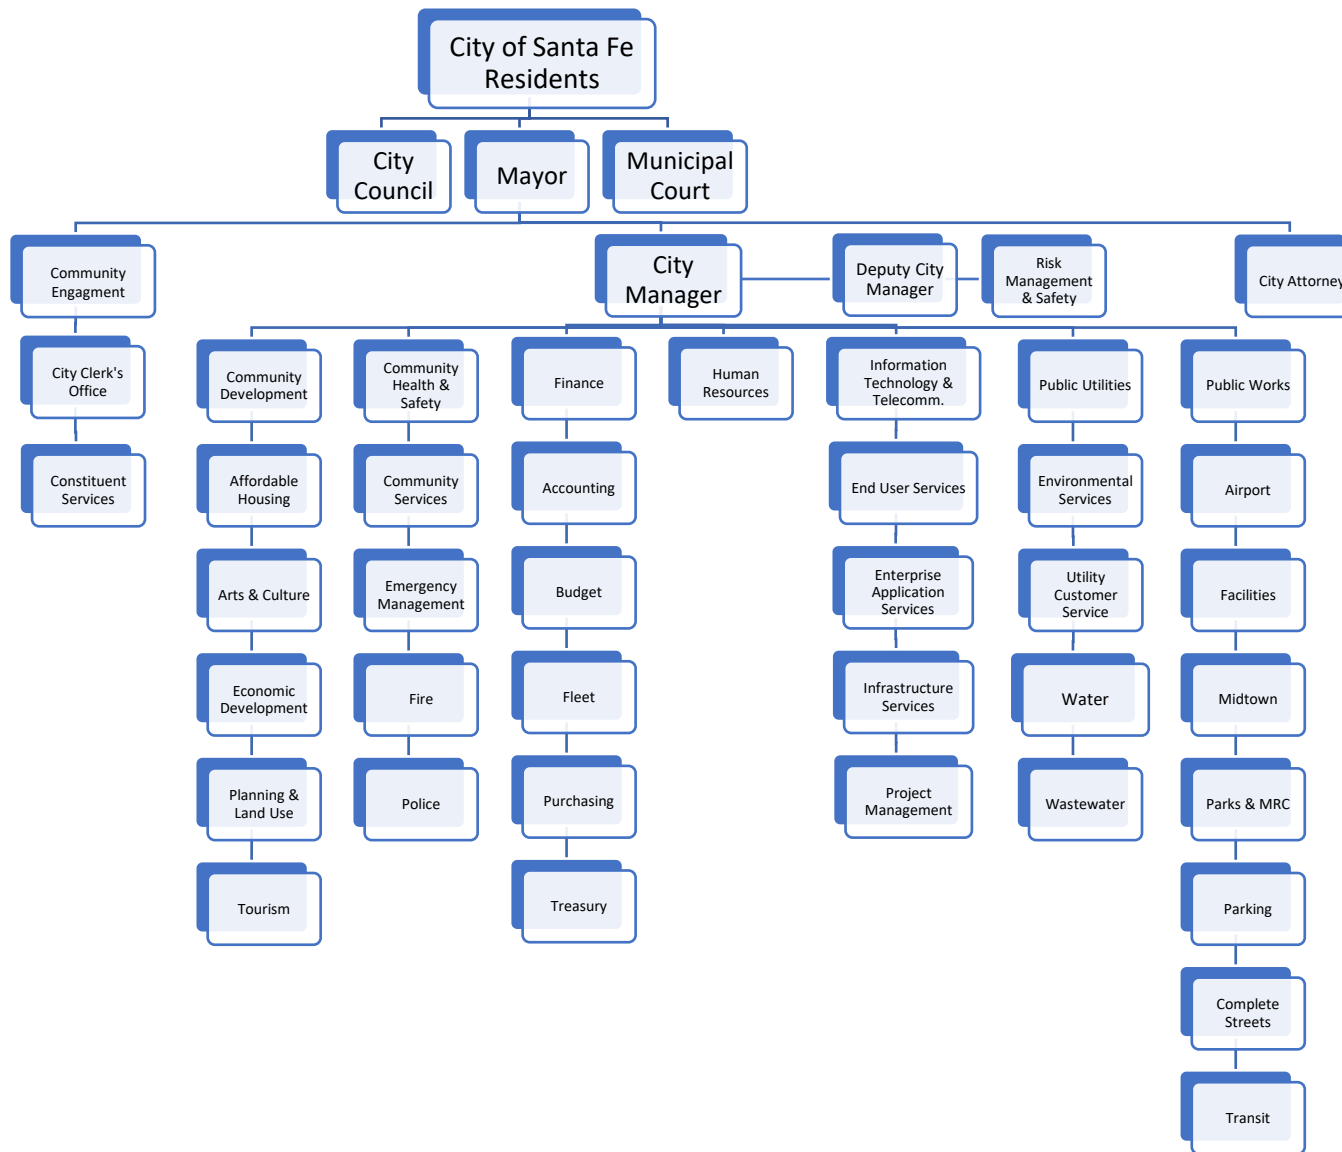 City of Santa Fe
Residents
City
Council
Mayor
Municipal
Court
Community
Engagment
City
Manager
Deputy City
Manager
Risk
Management
& Safety
City Attorney
City Clerk's
Office
Constituent
Services
Community
Development
Community
Health &
Safety
Finance
Human
Resources
Information
Technology &
Telecomm.
Public Utilities
Public Works
Affordable
Housing
Community
Services
Accounting
End User Services
Environmental
Services
Airport
Arts & Culture
Emergency
Management
Budget
Enterprise
Application
Services
Utility
Customer
Service
Facilities
Economic
Development
Fire
Fleet
Infrastructure
Services
Water
Midtown
Planning &
Land Use
Police
Purchasing
Project
Management
Wastewater
Parks & MRC
Tourism
Treasury
Parking
Complete
Streets
Transit